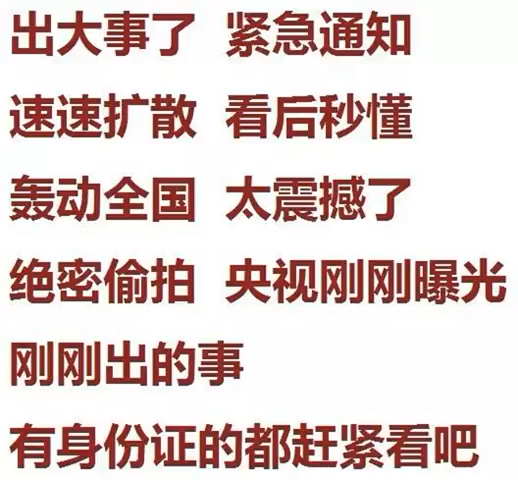 出大事了 紧急通知
速速扩散 看后秒懂
轰动全国 太震撼了
绝密偷拍 央视刚刚曝光
刚刚出的事
有身份证的都赶紧看吧